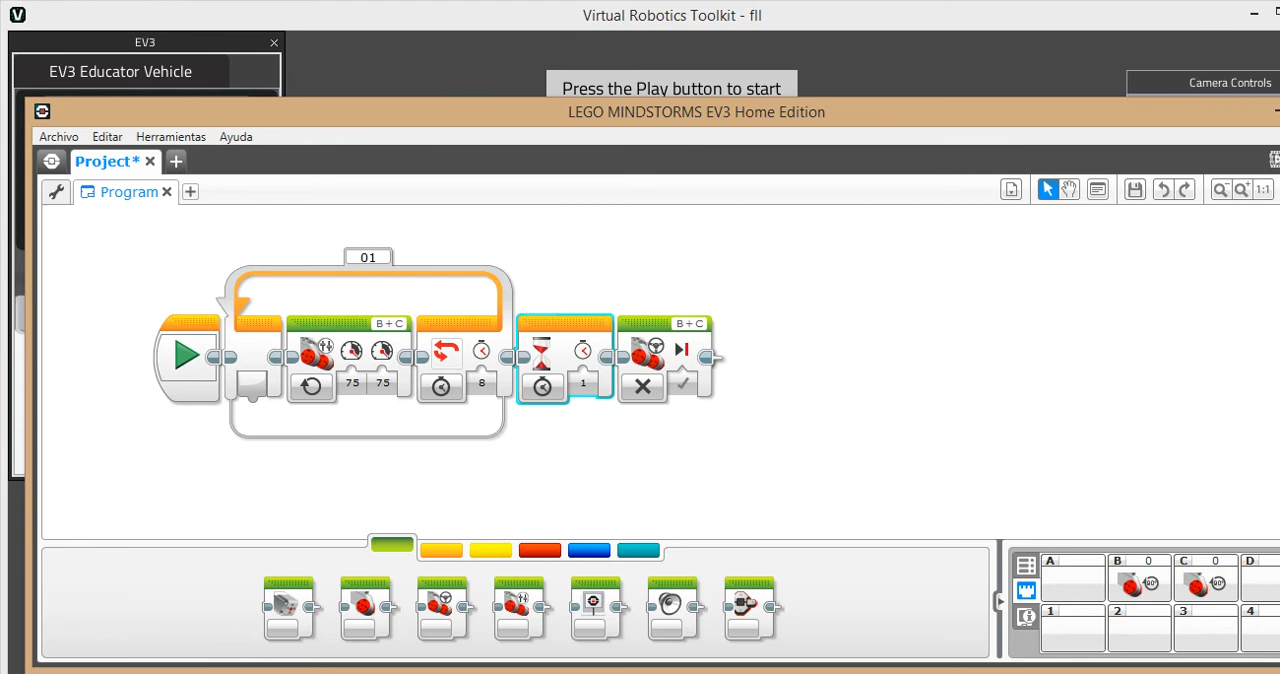 Virtual Robotics Toolkit - fll
EV3
EV3 Educator Vehicle
Press the Play button to start
Camera Controls
LEGO MINDSTORMS EV3 Home Edition
Archivo Editar Herramientas Ayuda
Project*
Program
1:1
01
B + C
B + C
75 75 8 1
A B 0 C 0 D
1 2 3 4